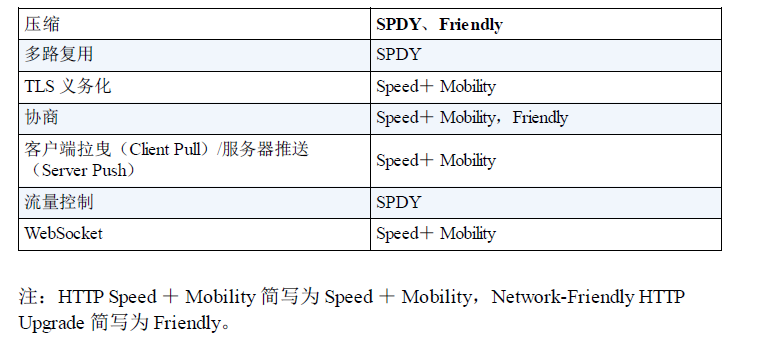 压缩 SPDY、Friendly
多路复用 SPDY
TLS 义务化 Speed＋ Mobility
协商 Speed＋ Mobility，Friendly
客户端拉曳（Client Pull）/服务器推送
（Server Push） Speed＋ Mobility
流量控制 SPDY
WebSocket Speed＋ Mobility
注：HTTP Speed ＋ Mobility 简写为 Speed ＋ Mobility，Network-Friendly HTTP
Upgrade 简写为 Friendly。